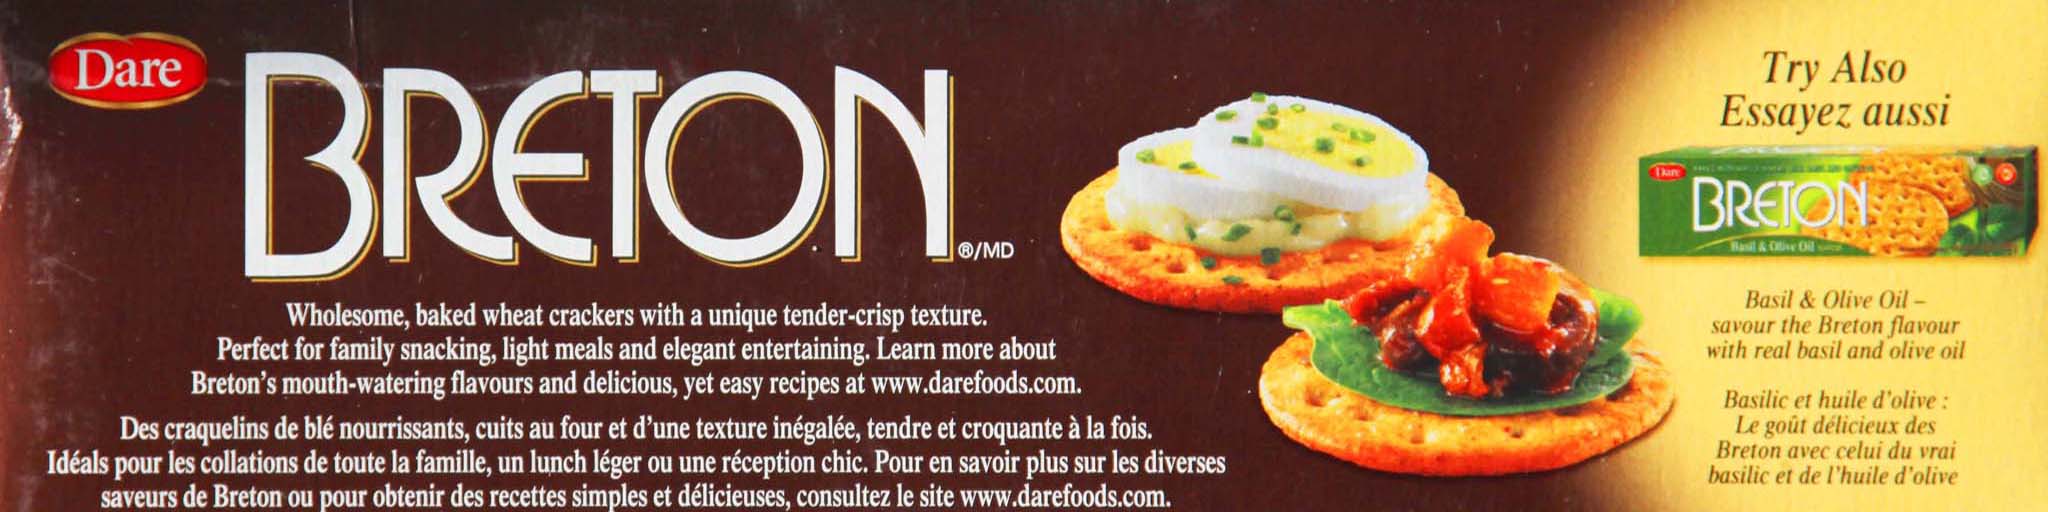 Dare
BRETON
®/MD
Wholesome, baked wheat crackers with a unique tender-crisp texture.
Perfect for family snacking, light meals and elegant entertaining. Learn more about
Breton's mouth-watering flavours and delicious, yet easy recipes at www.darefoods.com.
Des craquelins de blé nourrissants, cuits au four et d'une texture inégalée, tendre et croquante à la fois.
Idéals pour les collations de toute la famille, un lunch léger ou une réception chic. Pour en savoir plus sur les diverses
saveurs de Breton ou pour obtenir des recettes simples et délicieuses, consultez le site www.darefoods.com.
Try Also
Essayez aussi
Dare
BRETON
Basil & Olive Oil
Basil & Olive Oil –
savour the Breton flavour
with real basil and olive oil
Basilic et huile d'olive :
Le goût délicieux des
Breton avec celui du vrai
basilic et de l'huile d'olive